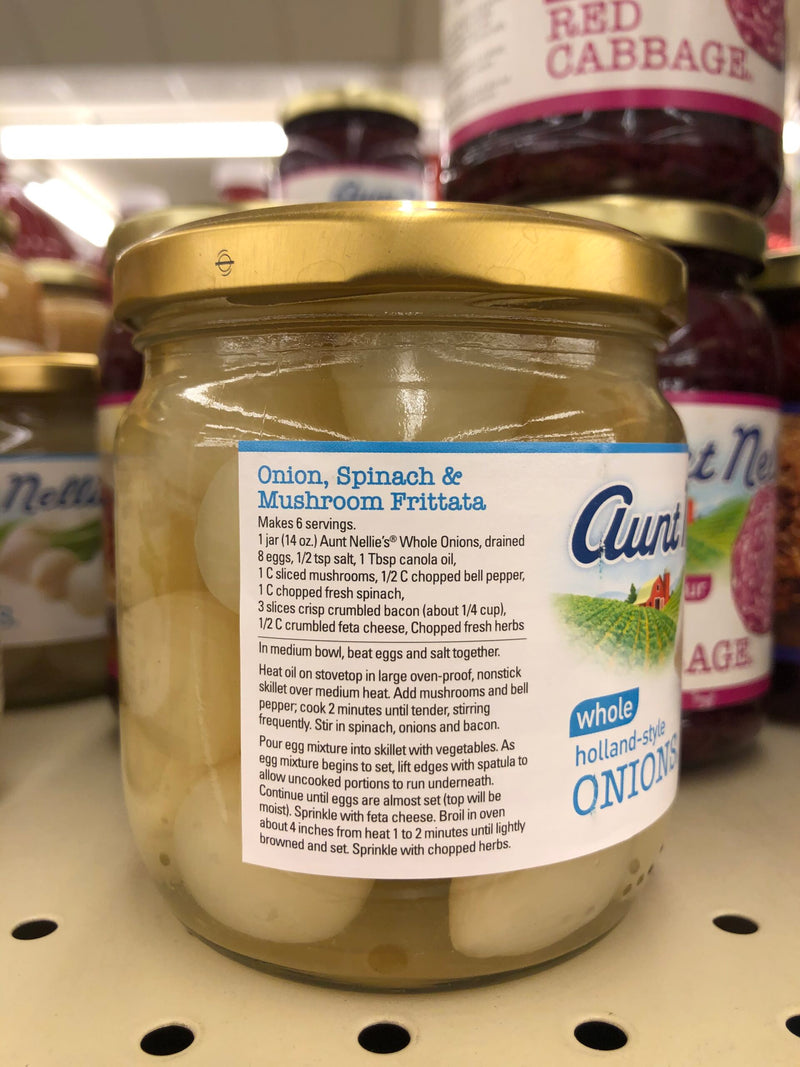 RED
CABBAGE
Aunt
Nelli
Onion, Spinach &
Mushroom Frittata
Makes 6 servings.
1 jar (14 oz.) Aunt Nellie's® Whole Onions, drained
8 eggs, 1/2 tsp salt, 1 Tbsp canola oil,
1 C sliced mushrooms, 1/2 C chopped bell pepper,
1 C chopped fresh spinach,
3 slices crisp crumbled bacon (about 1/4 cup),
1/2 C crumbled feta cheese, Chopped fresh herbs
In medium bowl, beat eggs and salt together.
Heat oil on stovetop in large oven-proof, nonstick
skillet over medium heat. Add mushrooms and bell
pepper; cook 2 minutes until tender, stirring
frequently. Stir in spinach, onions and bacon.
Pour egg mixture into skillet with vegetables. As
egg mixture begins to set, lift edges with spatula to
allow uncooked portions to run underneath.
Continue until eggs are almost set (top will be
moist). Sprinkle with feta cheese. Broil in oven
about 4 inches from heat 1 to 2 minutes until lightly
browned and set. Sprinkle with chopped herbs.
Aunt
whole
holland-style
ONIONS
t Ne
ur
AGE